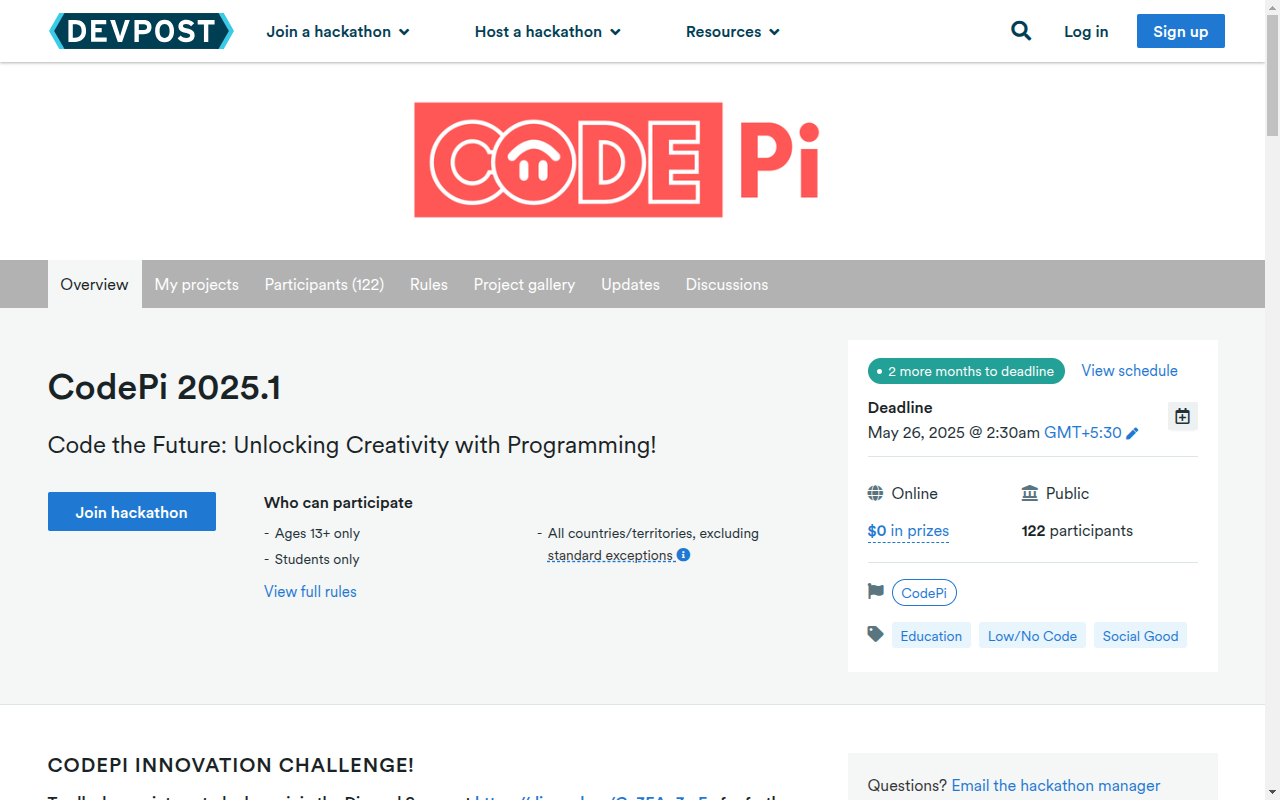 DEVPOST Join a hackathon Host a hackathon Resources Log in Sign up
CODE Pi
Overview My projects Participants (122) Rules Project gallery Updates Discussions
CodePi 2025.1
Code the Future: Unlocking Creativity with Programming!
Join hackathon
Who can participate
- Ages 13+ only
- Students only
- All countries/territories, excluding
standard exceptions
View full rules
2 more months to deadline View schedule
Deadline
May 26, 2025 @ 2:30am GMT+5:30
Online Public
$0 in prizes 122 participants
CodePi
Education Low/No Code Social Good
CODEPI INNOVATION CHALLENGE!
Questions? Email the hackathon manager